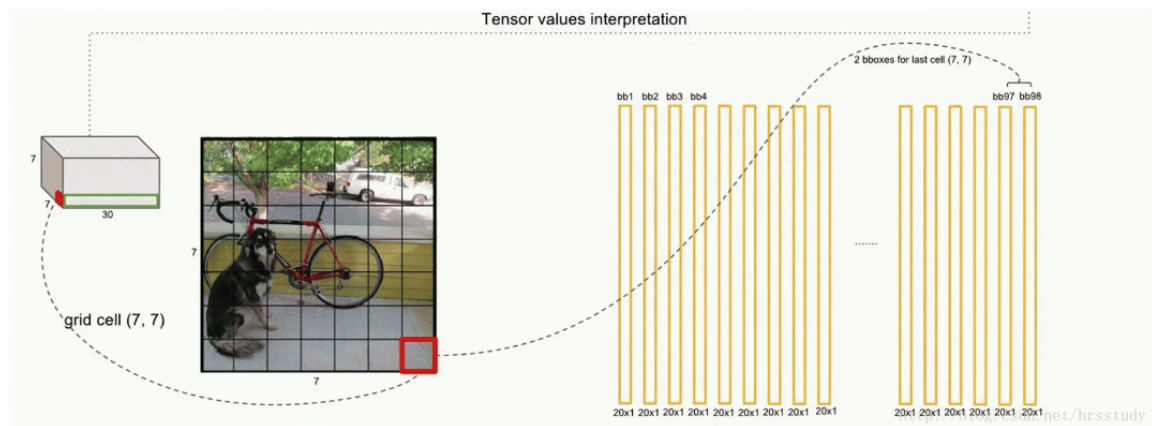 Tensor values interpretation
2 bboxes for last cell (7, 7)
bb1 bb2 bb3 bb4 bb97 bb98
7
7
30
7
7
grid cell (7, 7)
.......
20x1 20x1 20x1 20x1 20x1 20x1 20x1 20x1 20x1 20x1 20x1 20x1 20x1 20x1 20x1
http://blog.csdn.net/hrsstudy